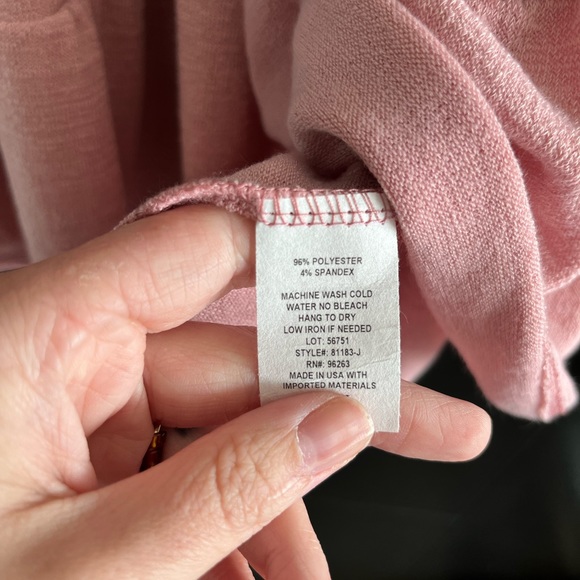 96% POLYESTER
4% SPANDEX
MACHINE WASH COLD
WATER NO BLEACH
HANG TO DRY
LOW IRON IF NEEDED
LOT: 56751
STYLE#: 81183-J
RN#: 96263
MADE IN USA WITH
IMPORTED MATERIALS